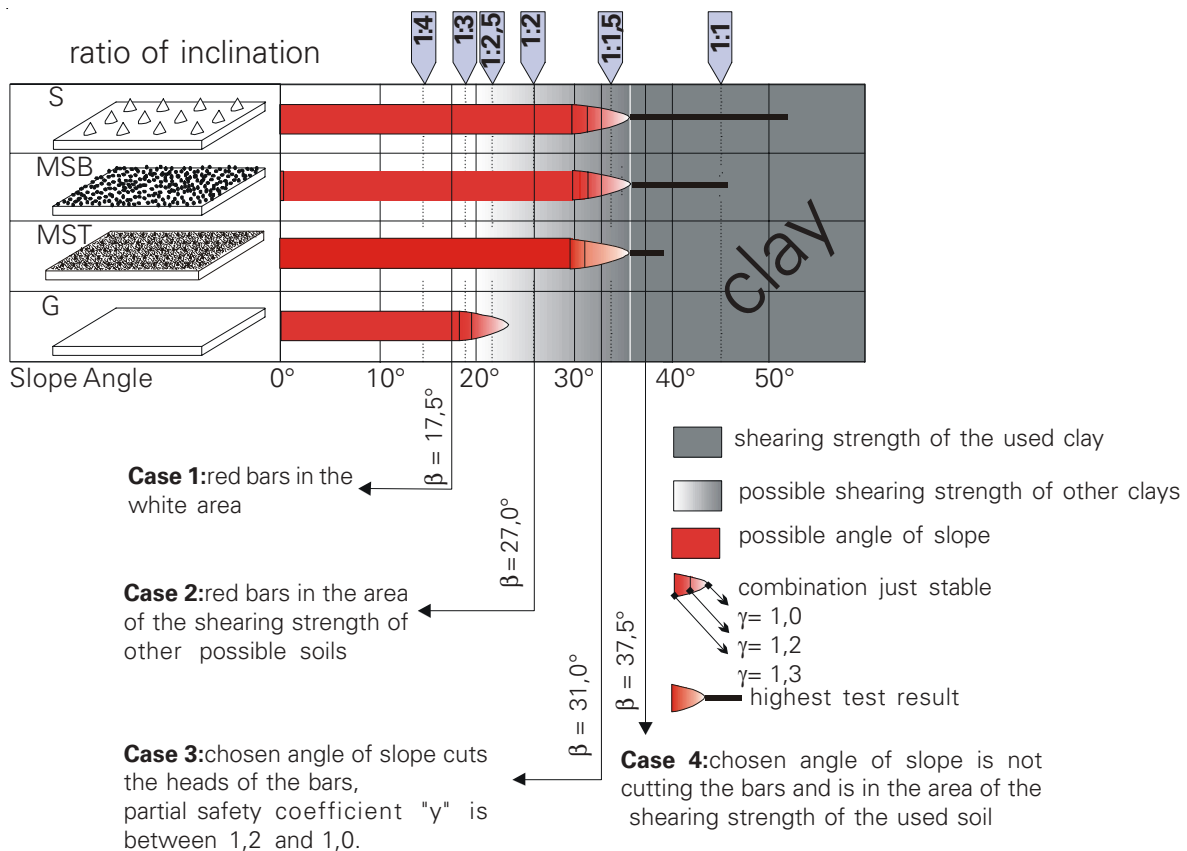 1:4
1:3
1:2,5
1:2
1:1,5
1:1
ratio of inclination
S
MSB
MST
G
clay
Slope Angle
0°
10°
20°
30°
40°
50°
β = 17,5°
β = 27,0°
β = 31,0°
β = 37,5°
Case 1:red bars in the
white area
Case 2:red bars in the area
of the shearing strength of
other possible soils
Case 3:chosen angle of slope cuts
the heads of the bars,
partial safety coefficient "y" is
between 1,2 and 1,0.
shearing strength of the used clay
possible shearing strength of other clays
possible angle of slope
combination just stable
γ= 1,0
γ= 1,2
γ= 1,3
highest test result
Case 4:chosen angle of slope is not
cutting the bars and is in the area of the
shearing strength of the used soil